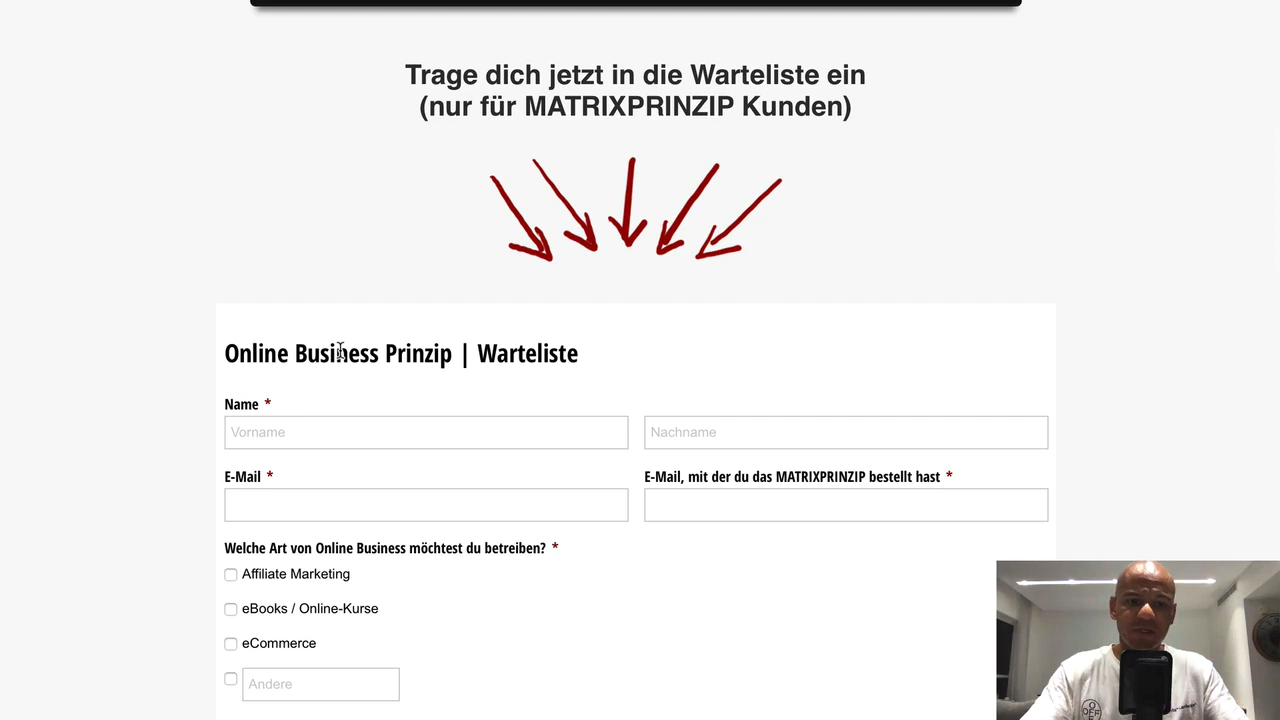 Trage dich jetzt in die Warteliste ein
(nur für MATRIXPRINZIP Kunden)
Online Business Prinzip | Warteliste
Name *
Vorname
Nachname
E-Mail *
E-Mail, mit der du das MATRIXPRINZIP bestellt hast *
Welche Art von Online Business möchtest du betreiben? *
Affiliate Marketing
eBooks / Online-Kurse
eCommerce
Andere